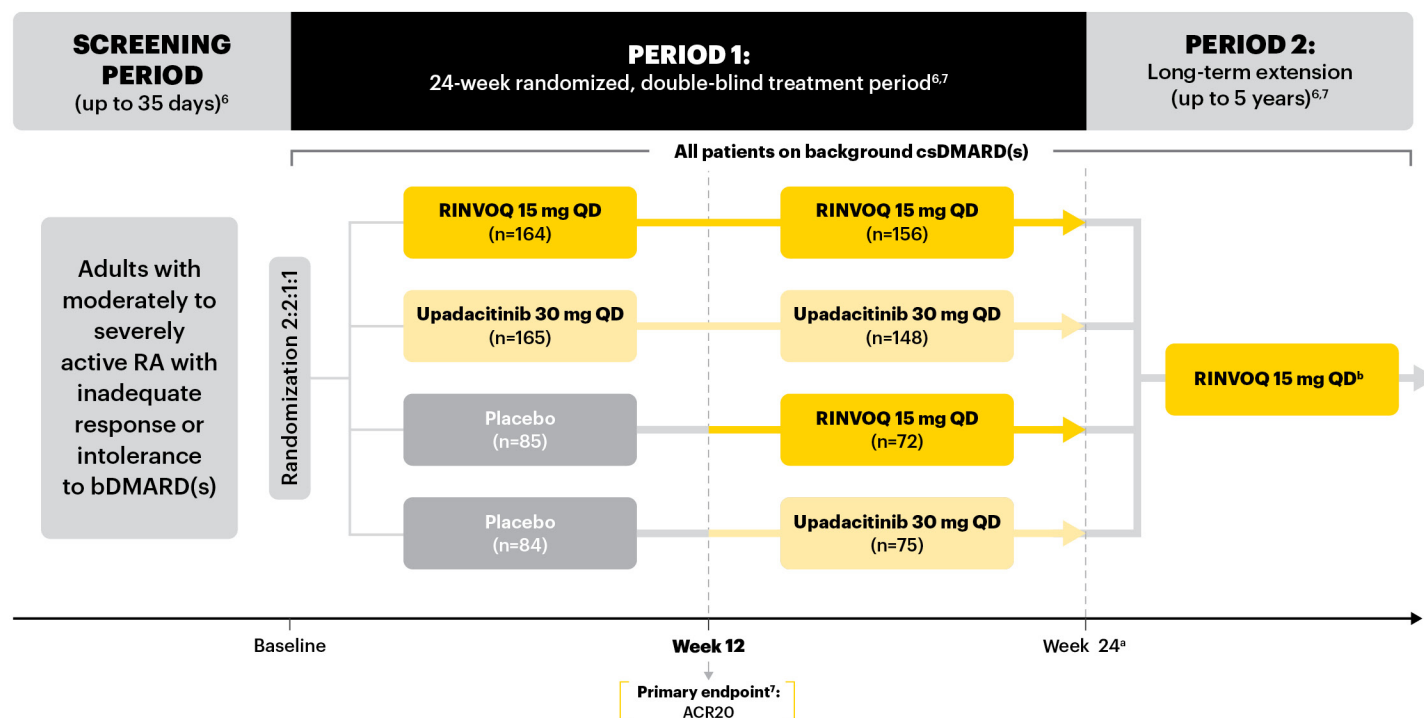 SCREENING
PERIOD
(up to 35 days)⁶
PERIOD 1:
24-week randomized, double-blind treatment period⁶,⁷
PERIOD 2:
Long-term extension
(up to 5 years)⁶,⁷
All patients on background csDMARD(s)
Adults with
moderately to
severely
active RA with
inadequate
response or
intolerance
to bDMARD(s)
Randomization 2:2:1:1
RINVOQ 15 mg QD
(n=164)
RINVOQ 15 mg QD
(n=156)
Upadacitinib 30 mg QD
(n=165)
Upadacitinib 30 mg QD
(n=148)
Placebo
(n=85)
RINVOQ 15 mg QD
(n=72)
Placebo
(n=84)
Upadacitinib 30 mg QD
(n=75)
RINVOQ 15 mg QDᵇ
Baseline
Week 12
Week 24ᵃ
Primary endpoint⁷:
ACR20